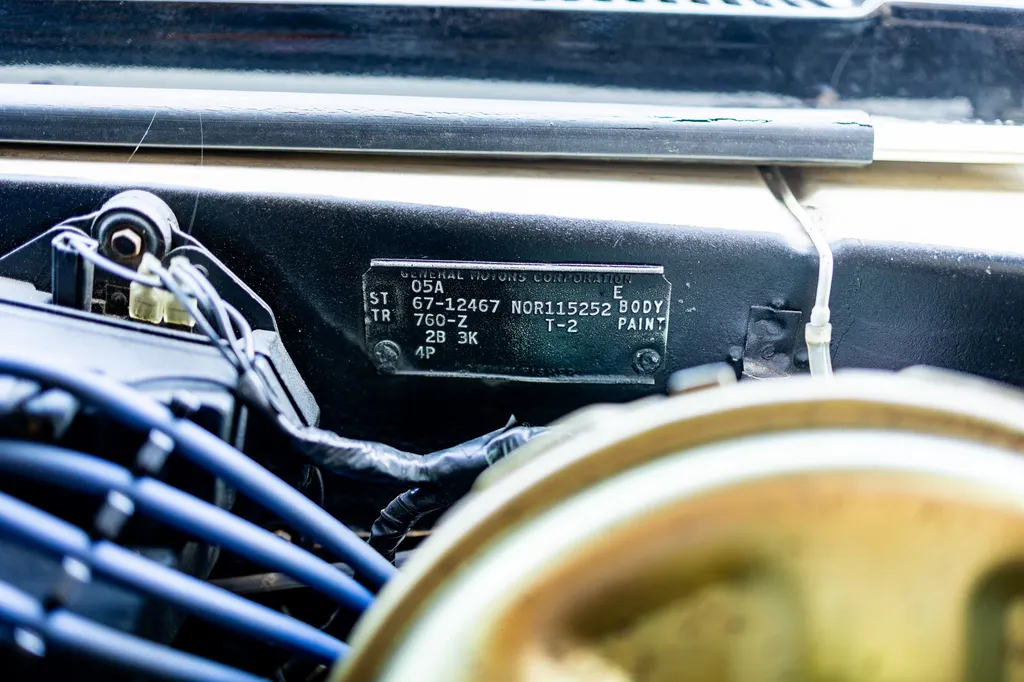 GENERAL MOTORS CORPORATION
05A E
ST 67-12467 NOR115252 BODY
TR 760-Z T-2 PAINT
2B 3K
4P